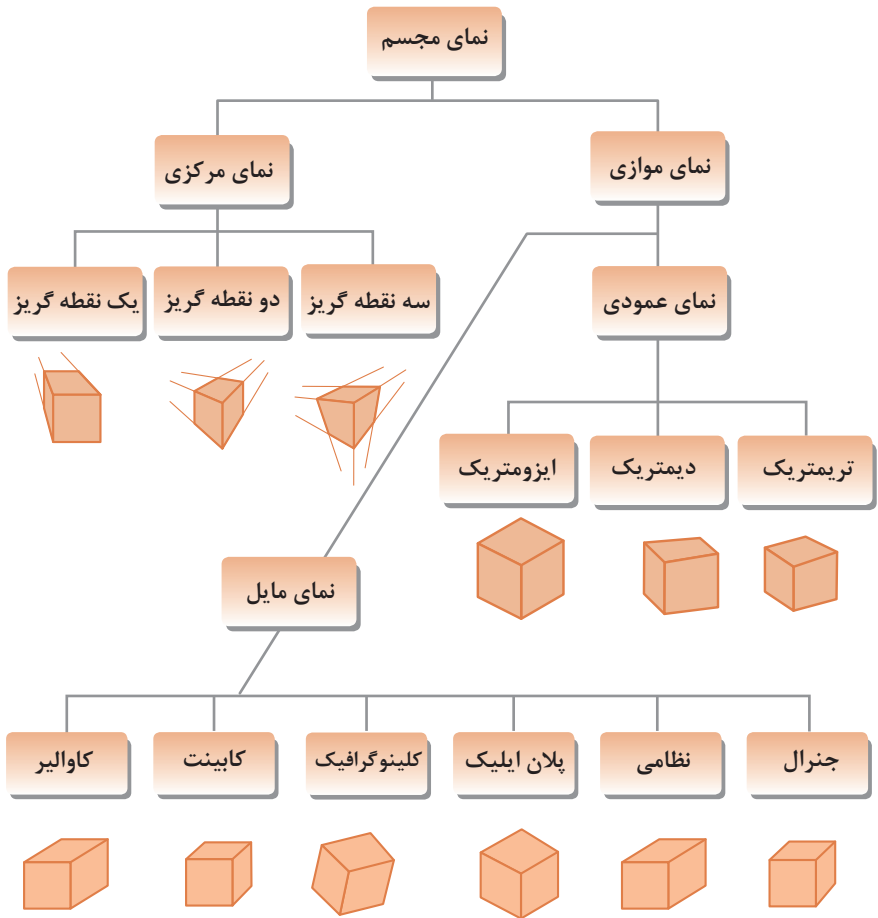 نمای مجسم
نمای موازی
نمای مرکزی
نمای عمودی
سه نقطه گریز
دو نقطه گریز
یک نقطه گریز
تریمتریک
دیمتریک
ایزومتریک
نمای مایل
جنرال
نظامی
پلان ایلیک
کلینوگرافیک
کابینت
کاوالیر